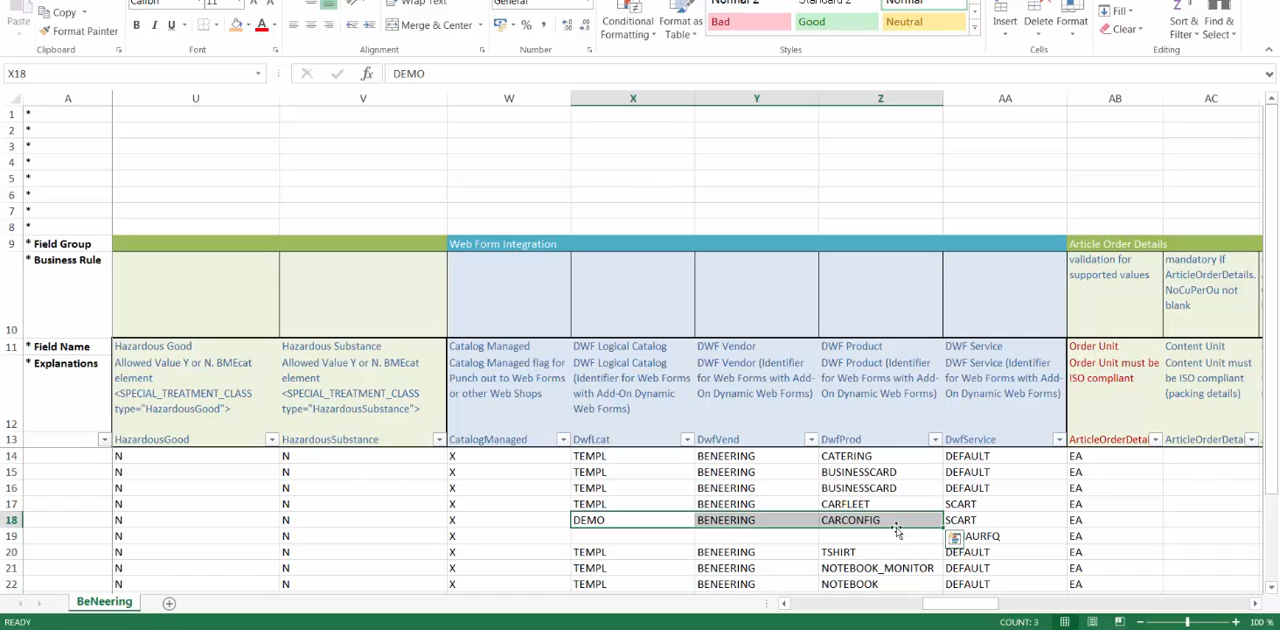 Calibri 11 A A Wrap Text General Normal 2 Standard 2 Normal
Paste Copy B I U Merge & Center % , Conditional Format as Bad Good Neutral Insert Delete Format Fill Sort & Find &
Format Painter Formatting Table Clear Filter Select
Clipboard Font Alignment Number Styles Cells Editing
X18 fx DEMO
A U V W X Y Z AA AB AC
1 *
2 *
3 *
4 *
5 *
6 *
7 *
8 *
9 * Field Group Web Form Integration Article Order Details
* Business Rule validation for mandatory If
supported values ArticleOrderDetails.
NoCuPerOu not
10 blank
11 * Field Name Hazardous Good Hazardous Substance Catalog Managed DWF Logical Catalog DWF Vendor DWF Product DWF Service Order Unit Content Unit
* Explanations Allowed Value Y or N. BMEcat Allowed Value Y or N. BMEcat Catalog Managed flag for DWF Logical Catalog DWF Vendor (Identifier DWF Product (Identifier DWF Service (Identifier Order Unit must be Content Unit must
element element Punch out to Web Forms (Identifier for Web Forms for Web Forms with Add- for Web Forms with Add- for Web Forms with Add- ISO compliant be ISO compliant
<SPECIAL_TREATMENT_CLASS <SPECIAL_TREATMENT_CLASS or other Web Shops with Add-On Dynamic On Dynamic Web Forms) On Dynamic Web Forms) On Dynamic Web Forms) (packing details)
12 type="HazardousGood"> type="HazardousSubstance"> Web Forms)
13 HazardousGood HazardousSubstance CatalogManaged DwfLcat DwfVend DwfProd DwfService ArticleOrderDetai ArticleOrderDetai
14 N N X TEMPL BENEERING CATERING DEFAULT EA
15 N N X TEMPL BENEERING BUSINESSCARD DEFAULT EA
16 N N X TEMPL BENEERING BUSINESSCARD DEFAULT EA
17 N N X TEMPL BENEERING CARFLEET SCART EA
18 N N X DEMO BENEERING CARCONFIG SCART EA
19 N N X AURFQ EA
20 N N X TEMPL BENEERING TSHIRT DEFAULT EA
21 N N X TEMPL BENEERING NOTEBOOK_MONITOR DEFAULT EA
22 N N X TEMPL BENEERING NOTEBOOK DEFAULT EA
BeNeering
READY COUNT: 3 100 %